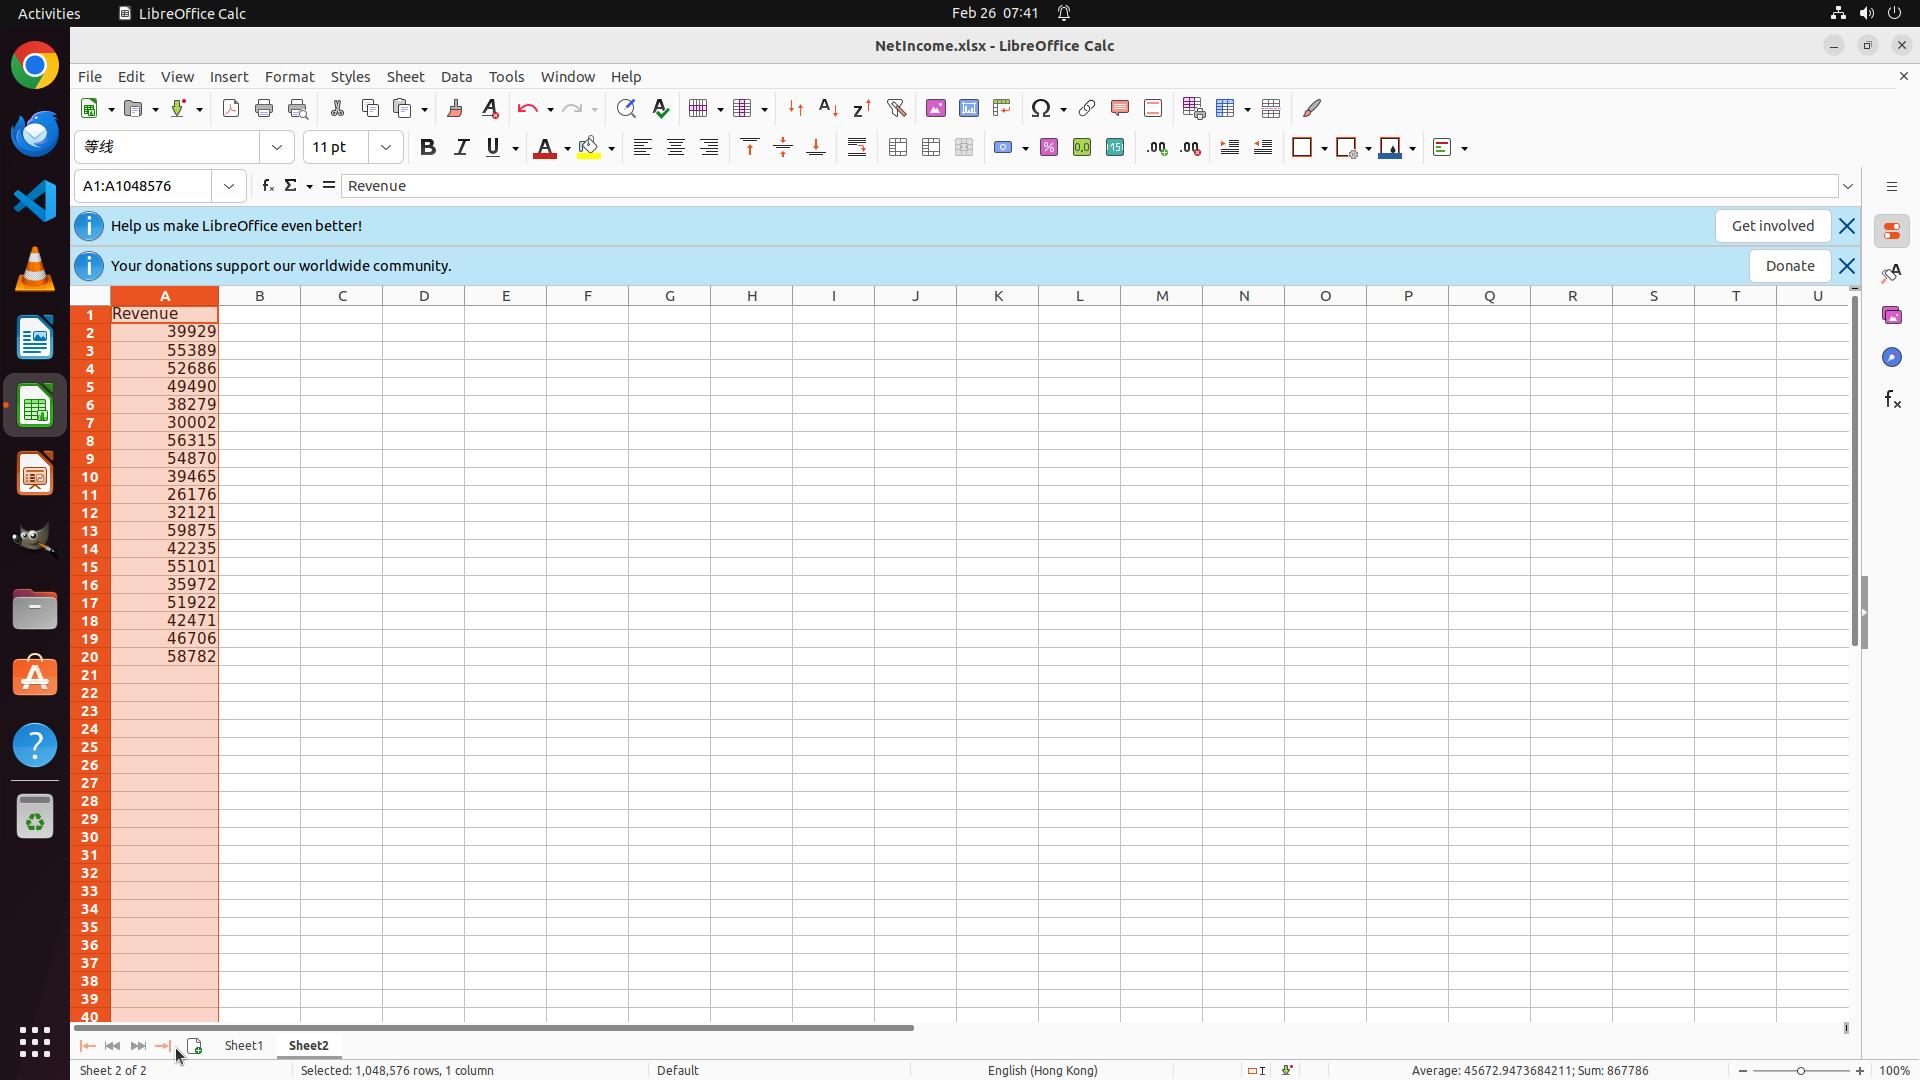 Activities
LibreOffice Calc
Feb 26 07:41
NetIncome.xlsx - LibreOffice Calc
File Edit View Insert Format Styles Sheet Data Tools Window Help
等线
11 pt
A1:A1048576
Revenue
Help us make LibreOffice even better!
Get involved
Your donations support our worldwide community.
Donate
A B C D E F G H I J K L M N O P Q R S T U
1 Revenue
2 39929
3 55389
4 52686
5 49490
6 38279
7 30002
8 56315
9 54870
10 39465
11 26176
12 32121
13 59875
14 42235
15 55101
16 35972
17 51922
18 42471
19 46706
20 58782
21
22
23
24
25
26
27
28
29
30
31
32
33
34
35
36
37
38
39
40
Sheet1 Sheet2
Sheet 2 of 2
Selected: 1,048,576 rows, 1 column
Default
English (Hong Kong)
Average: 45672.9473684211; Sum: 867786
100%